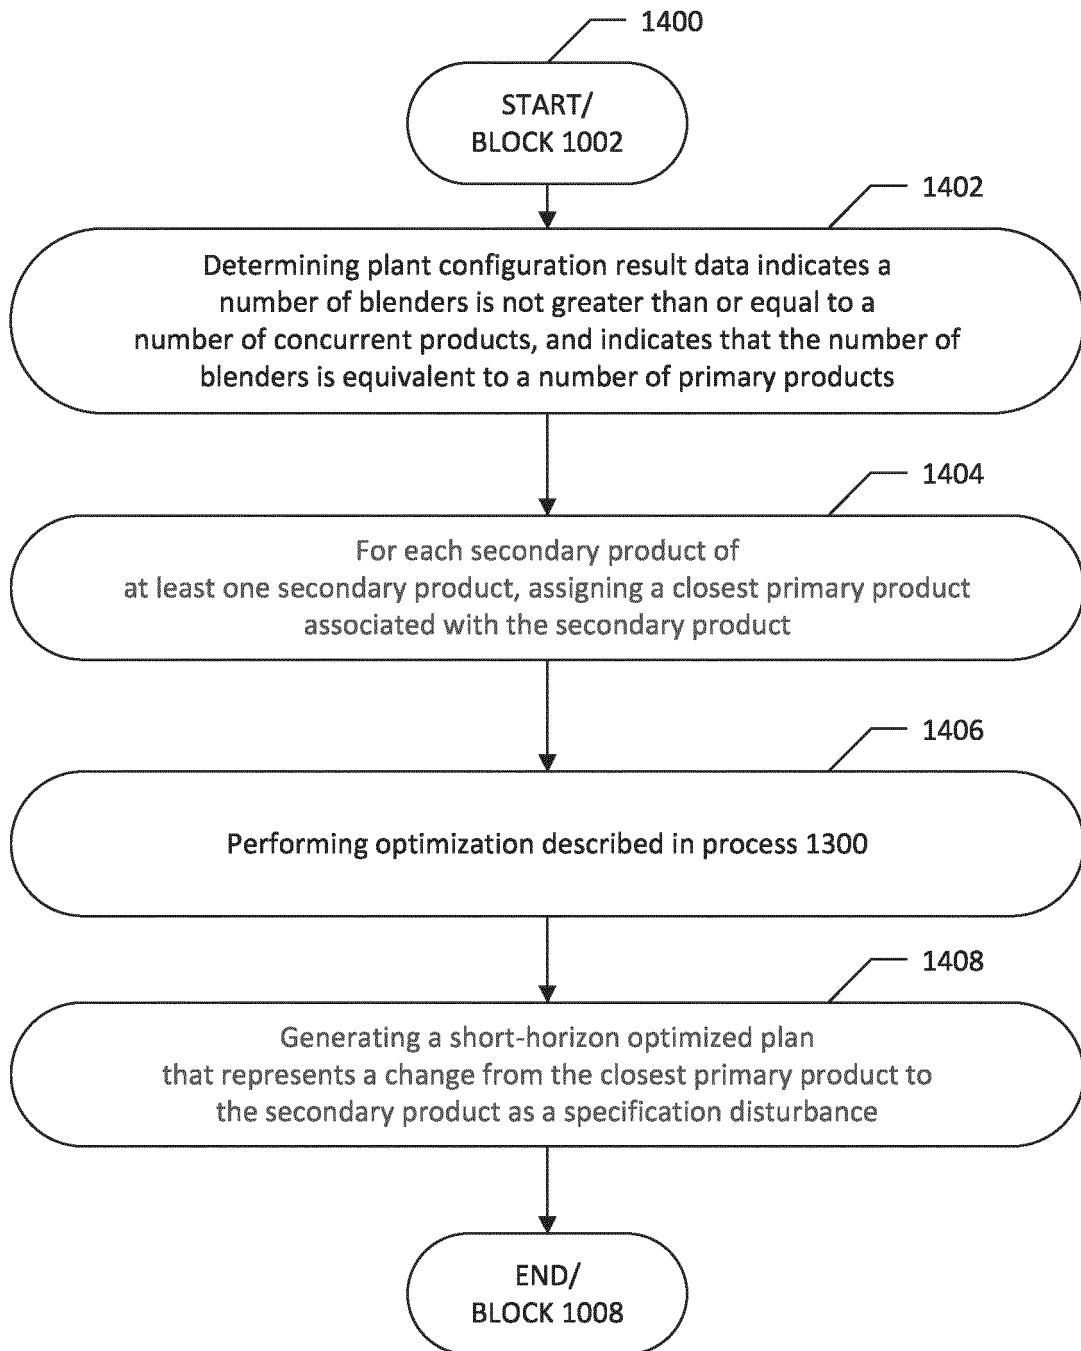 1400
START/
BLOCK 1002
1402
Determining plant configuration result data indicates a
number of blenders is not greater than or equal to a
number of concurrent products, and indicates that the number of
blenders is equivalent to a number of primary products
1404
For each secondary product of
at least one secondary product, assigning a closest primary product
associated with the secondary product
1406
Performing optimization described in process 1300
1408
Generating a short-horizon optimized plan
that represents a change from the closest primary product to
the secondary product as a specification disturbance
END/
BLOCK 1008